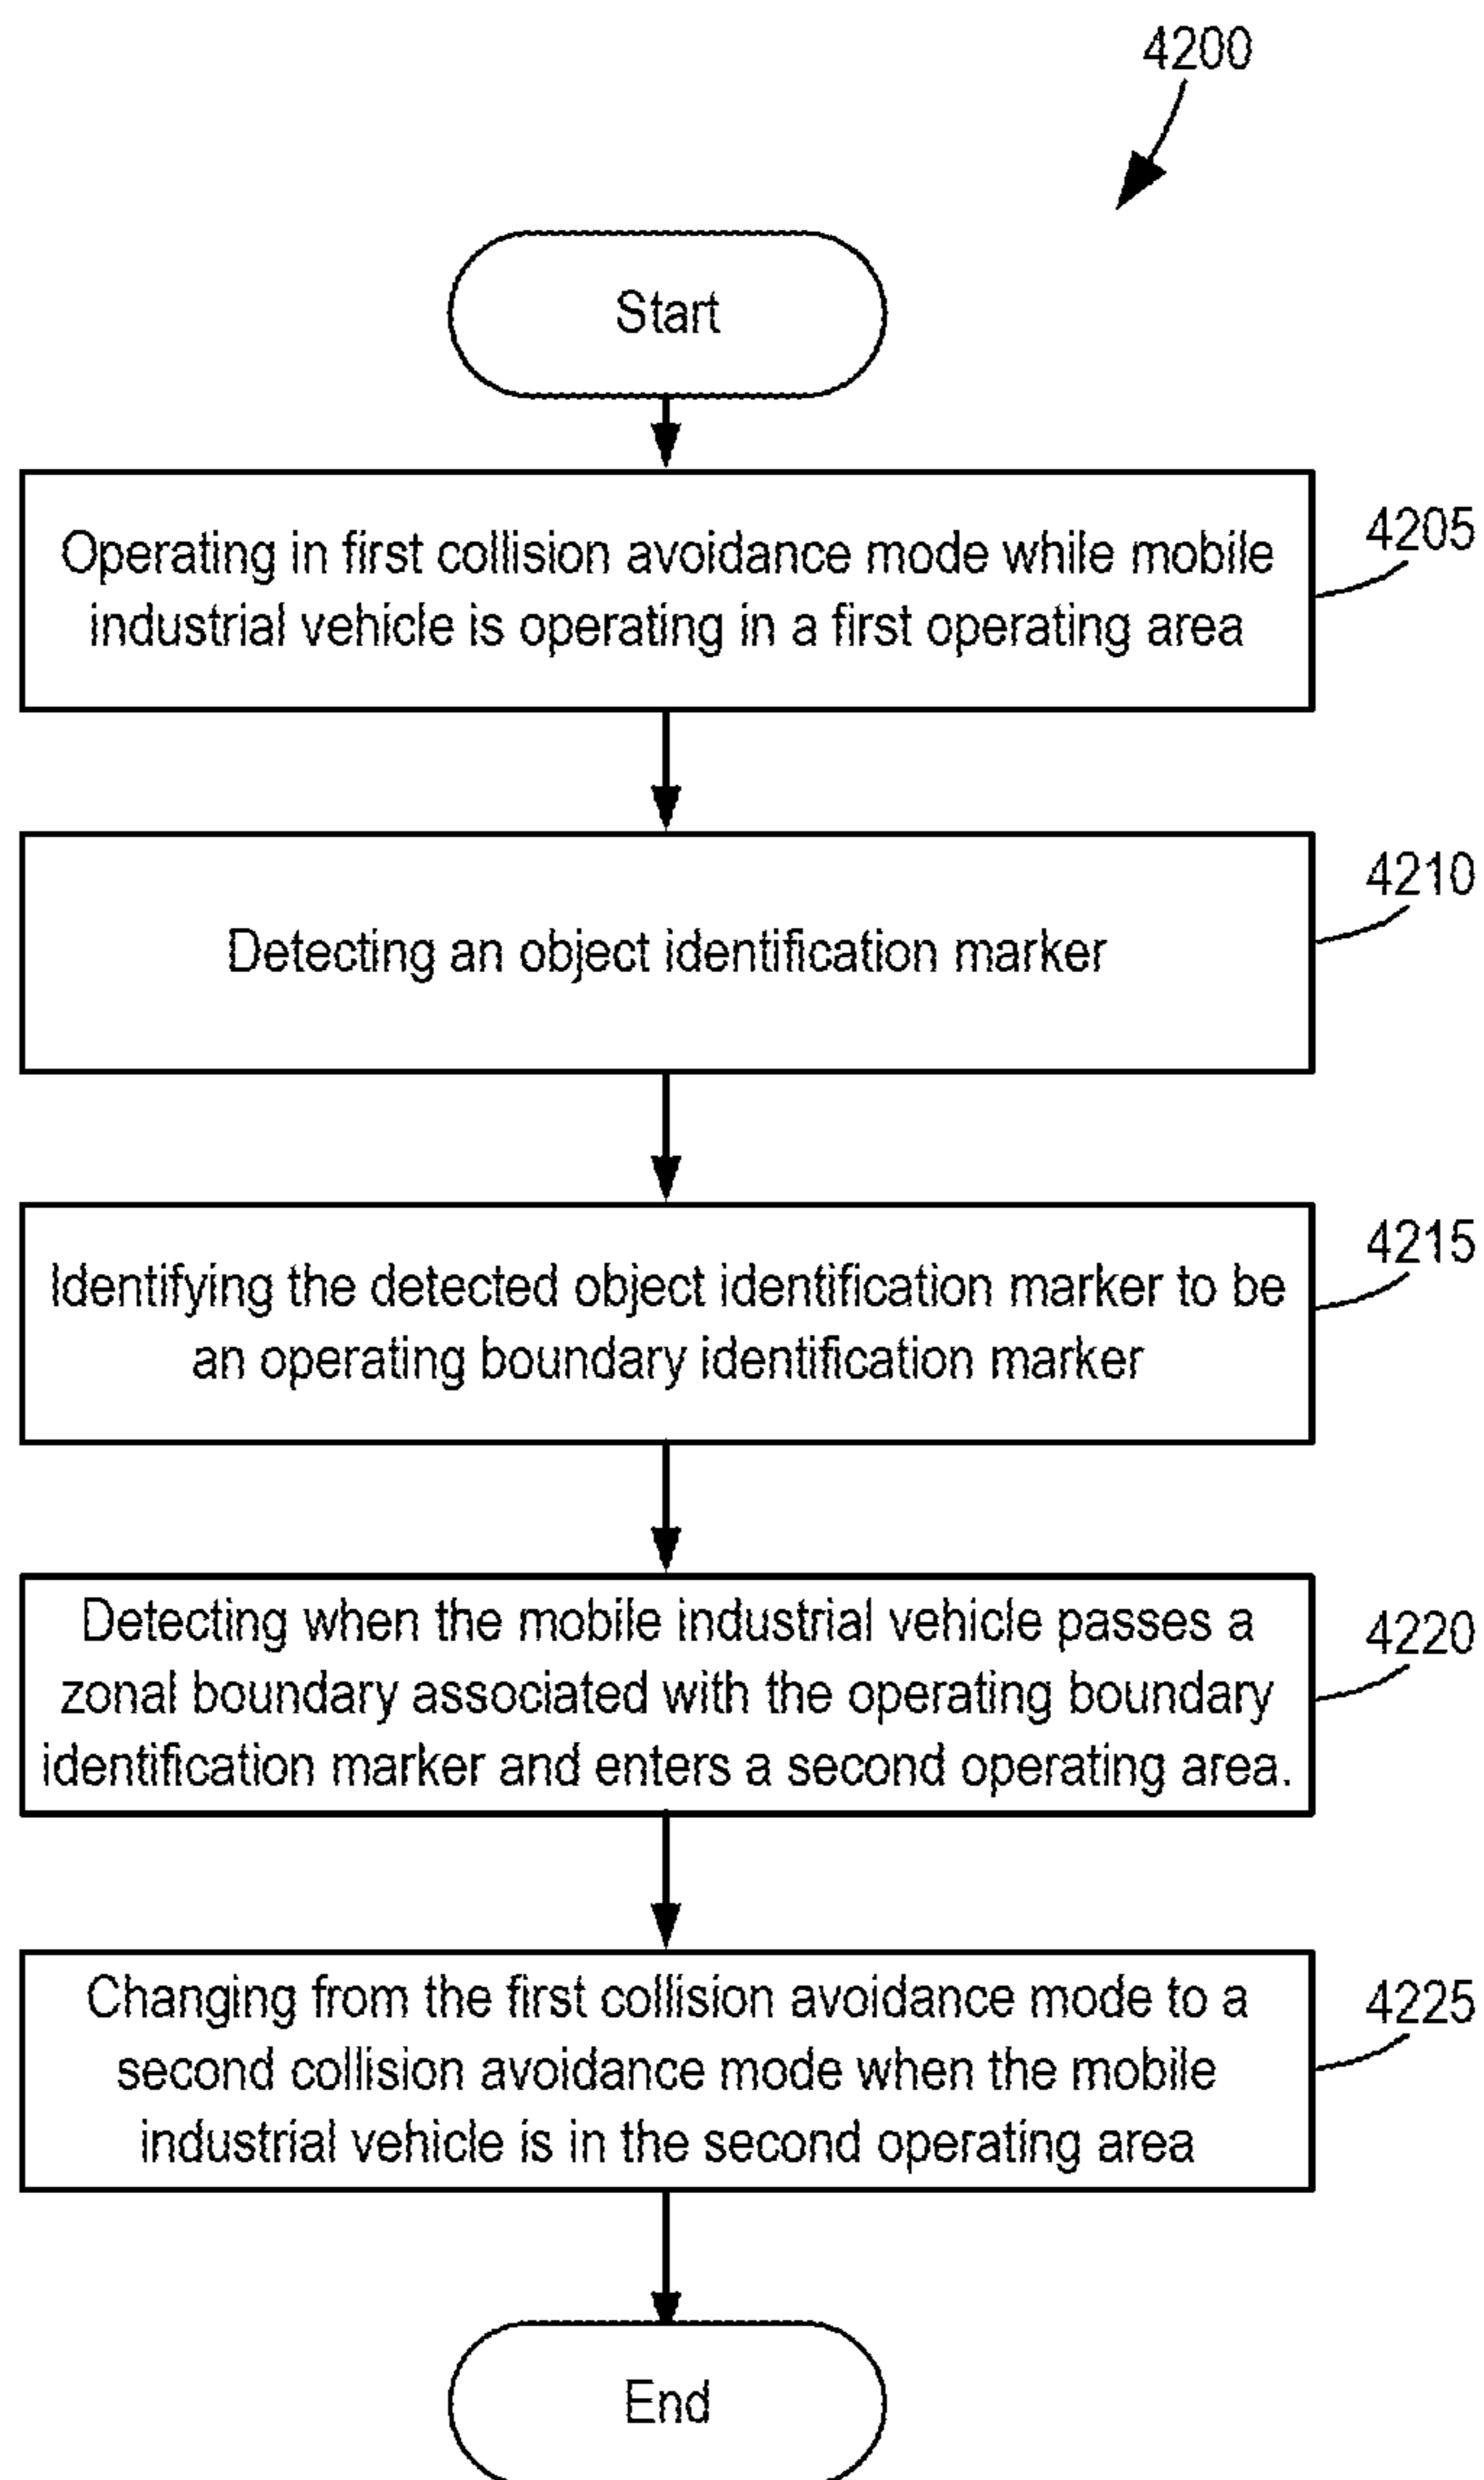 4200
Start
Operating in first collision avoidance mode while mobile
industrial vehicle is operating in a first operating area
4205
Detecting an object identification marker
4210
Identifying the detected object identification marker to be
an operating boundary identification marker
4215
Detecting when the mobile industrial vehicle passes a
zonal boundary associated with the operating boundary
identification marker and enters a second operating area.
4220
Changing from the first collision avoidance mode to a
second collision avoidance mode when the mobile
industrial vehicle is in the second operating area
4225
End